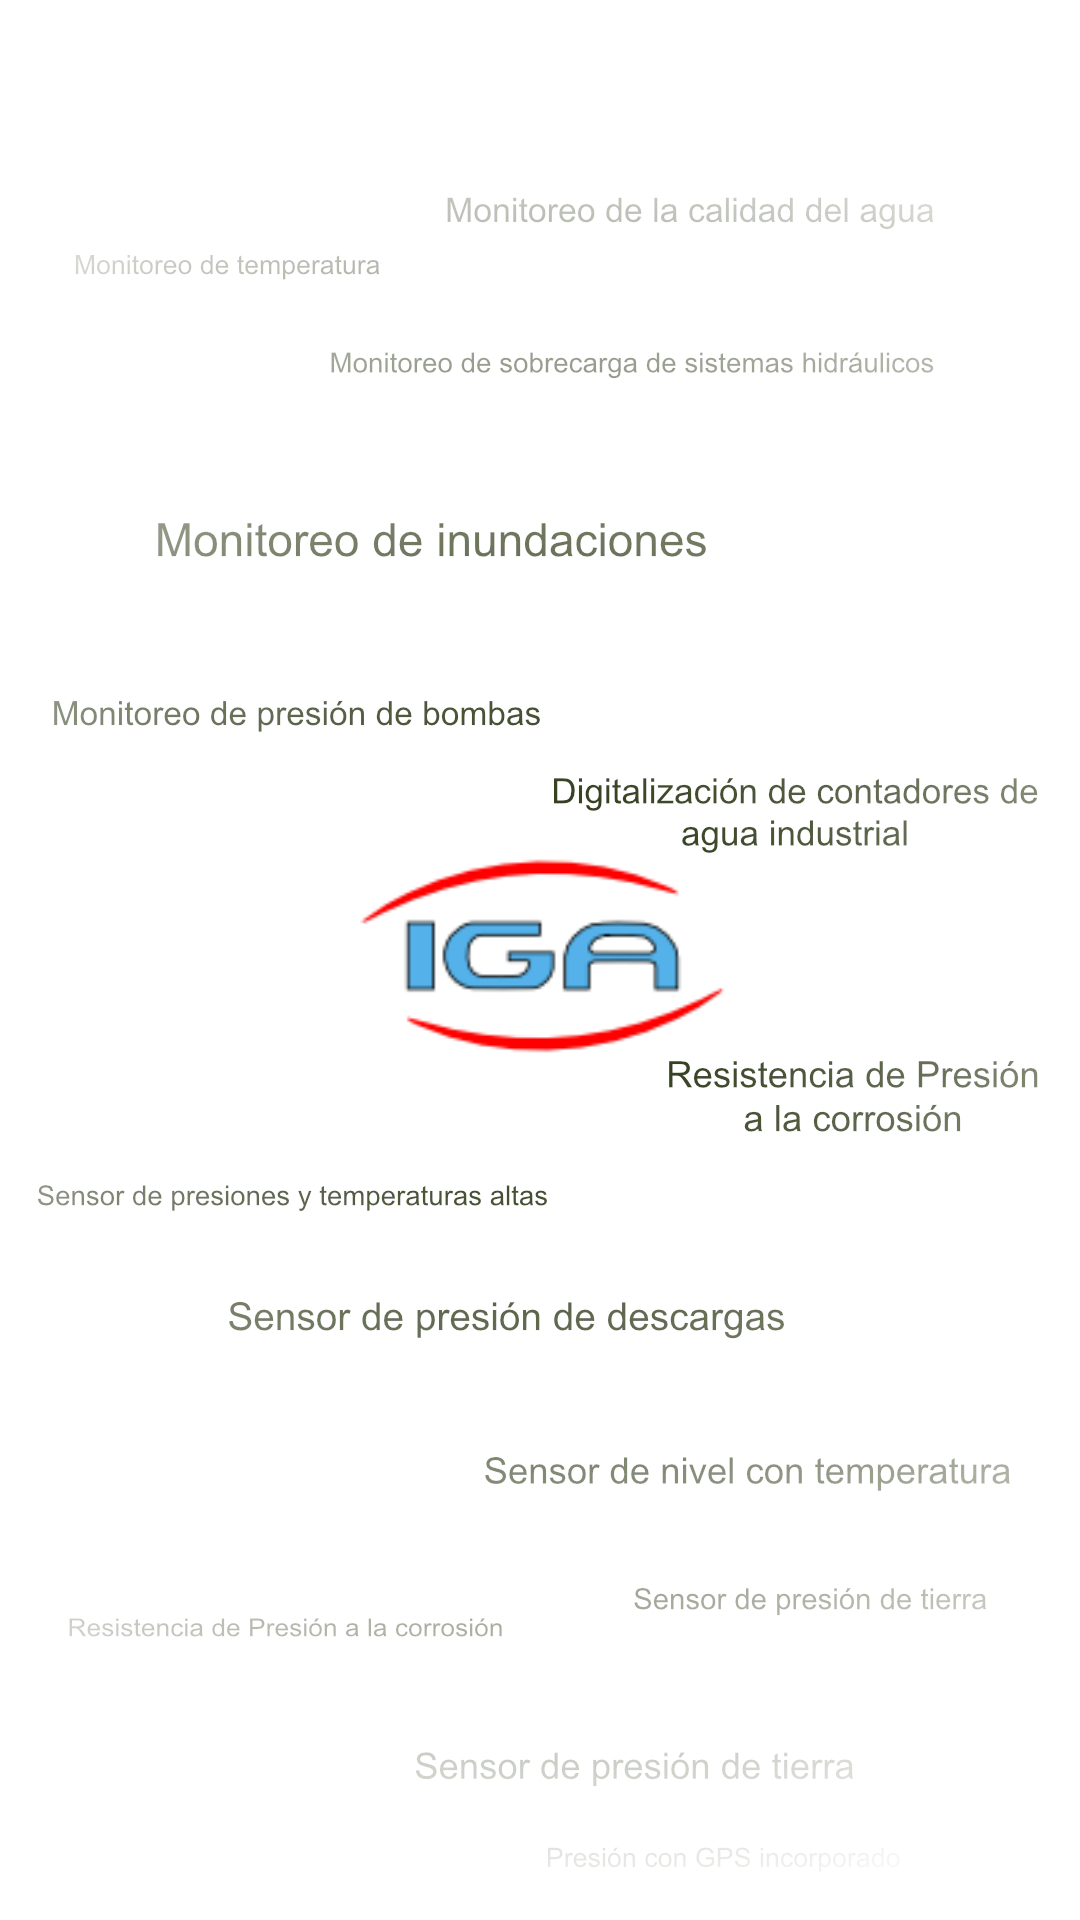 Monitoreo de la calidad del agua
Monitoreo de temperatura
Monitoreo de sobrecarga de sistemas hidráulicos
Monitoreo de inundaciones
Monitoreo de presión de bombas
Digitalización de contadores de
agua industrial
IGA
Resistencia de Presión
a la corrosión
Sensor de presiones y temperaturas altas
Sensor de presión de descargas
Sensor de nivel con temperatura
Sensor de presión de tierra
Resistencia de Presión a la corrosión
Sensor de presión de tierra
Presión con GPS incorporado